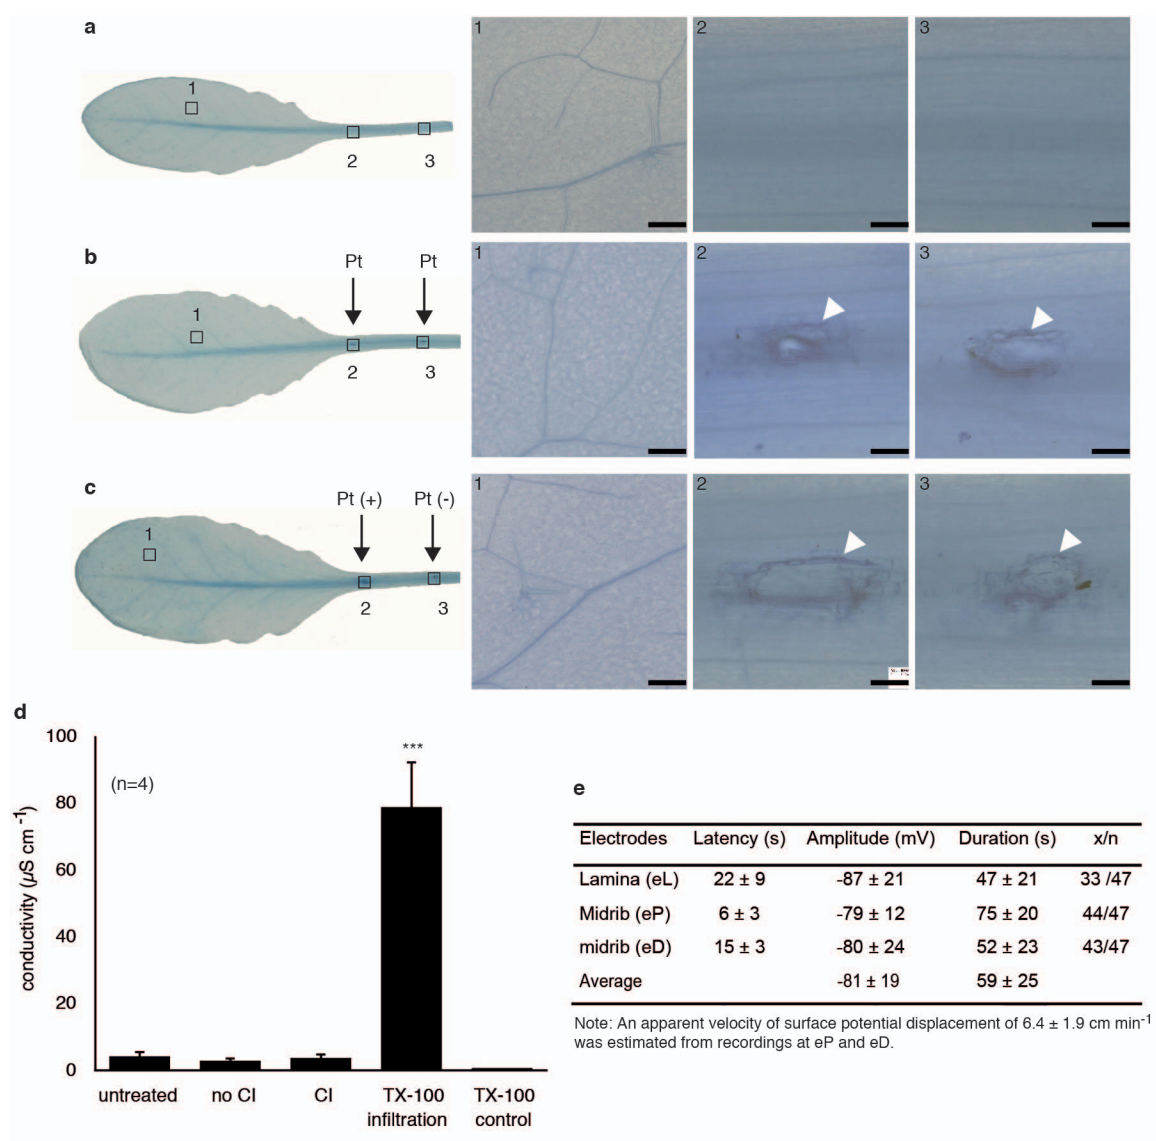 a
1
2
3
1
2
3
b
Pt Pt
1
2
3
1
2
3
c
Pt (+) Pt (-)
1
2
3
1
2
3
d
conductivity (µS cm -1)
100
80
60
40
20
0
(n=4)
***
untreated no CI CI TX-100 infiltration TX-100 control
e
Electrodes Latency (s) Amplitude (mV) Duration (s) x/n
Lamina (eL) 22 ± 9 -87 ± 21 47 ± 21 33 /47
Midrib (eP) 6 ± 3 -79 ± 12 75 ± 20 44/47
midrib (eD) 15 ± 3 -80 ± 24 52 ± 23 43/47
Average -81 ± 19 59 ± 25
Note: An apparent velocity of surface potential displacement of 6.4 ± 1.9 cm min-1
was estimated from recordings at eP and eD.